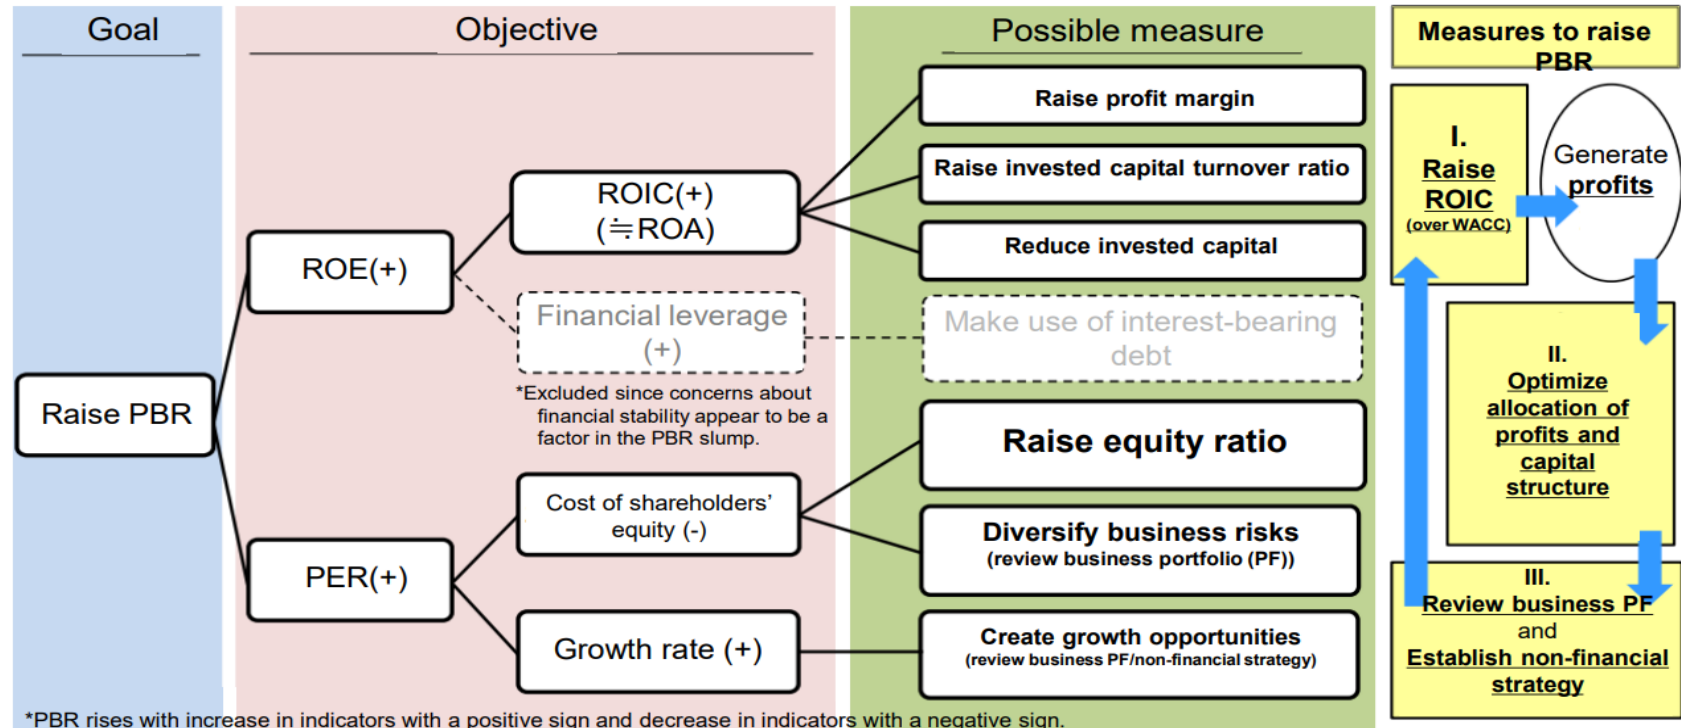 Goal
Objective
Possible measure
Measures to raise
PBR
Raise PBR
ROE(+)
PER(+)
ROIC(+)
(≒ROA)
Financial leverage
(+)
*Excluded since concerns about
financial stability appear to be a
factor in the PBR slump.
Cost of shareholders’
equity (-)
Growth rate (+)
Raise profit margin
Raise invested capital turnover ratio
Reduce invested capital
Make use of interest-bearing
debt
Raise equity ratio
Diversify business risks
(review business portfolio (PF))
Create growth opportunities
(review business PF/non-financial strategy)
I.
Raise
ROIC
(over WACC)
Generate
profits
II.
Optimize
allocation of
profits and
capital
structure
III.
Review business PF
and
Establish non-financial
strategy
*PBR rises with increase in indicators with a positive sign and decrease in indicators with a negative sign.